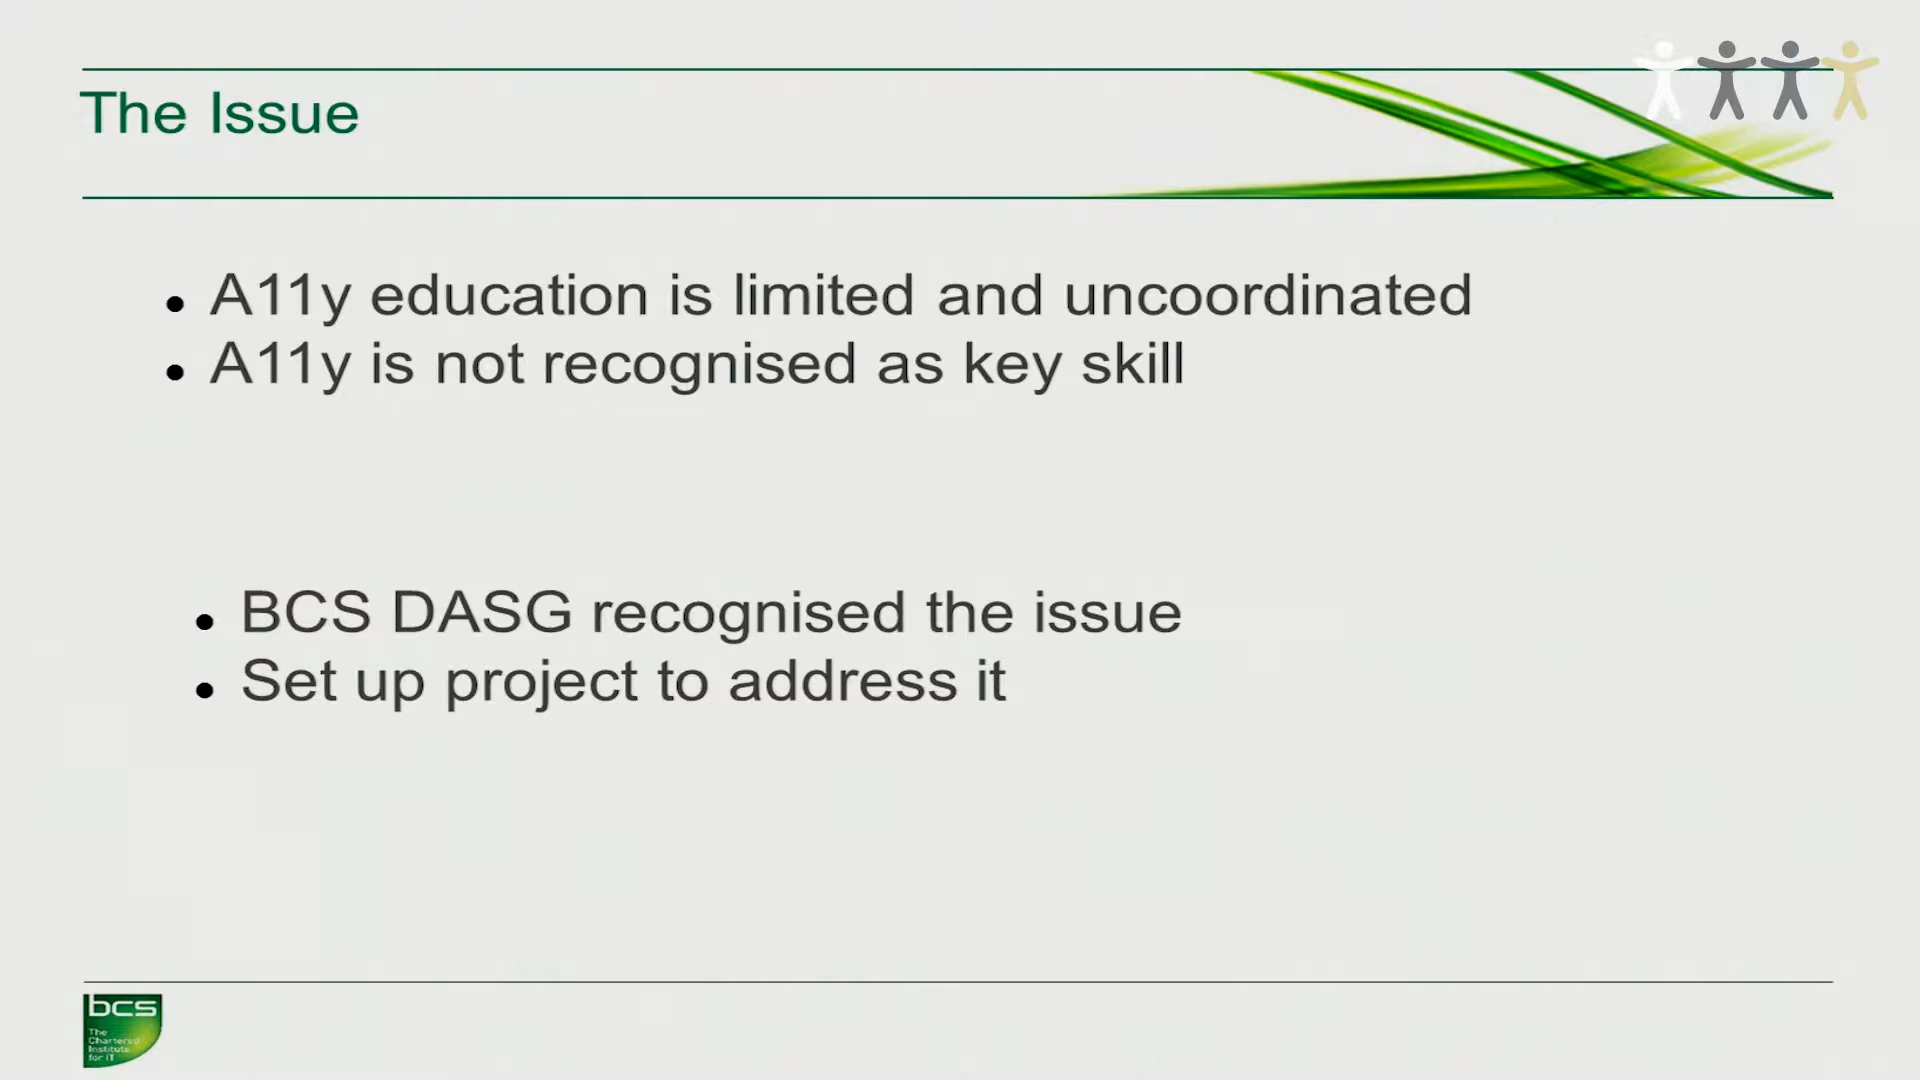 The Issue
A11y education is limited and uncoordinated
A11y is not recognised as key skill
BCS DASG recognised the issue
Set up project to address it
bcs
The
Chartered
Institute
for IT